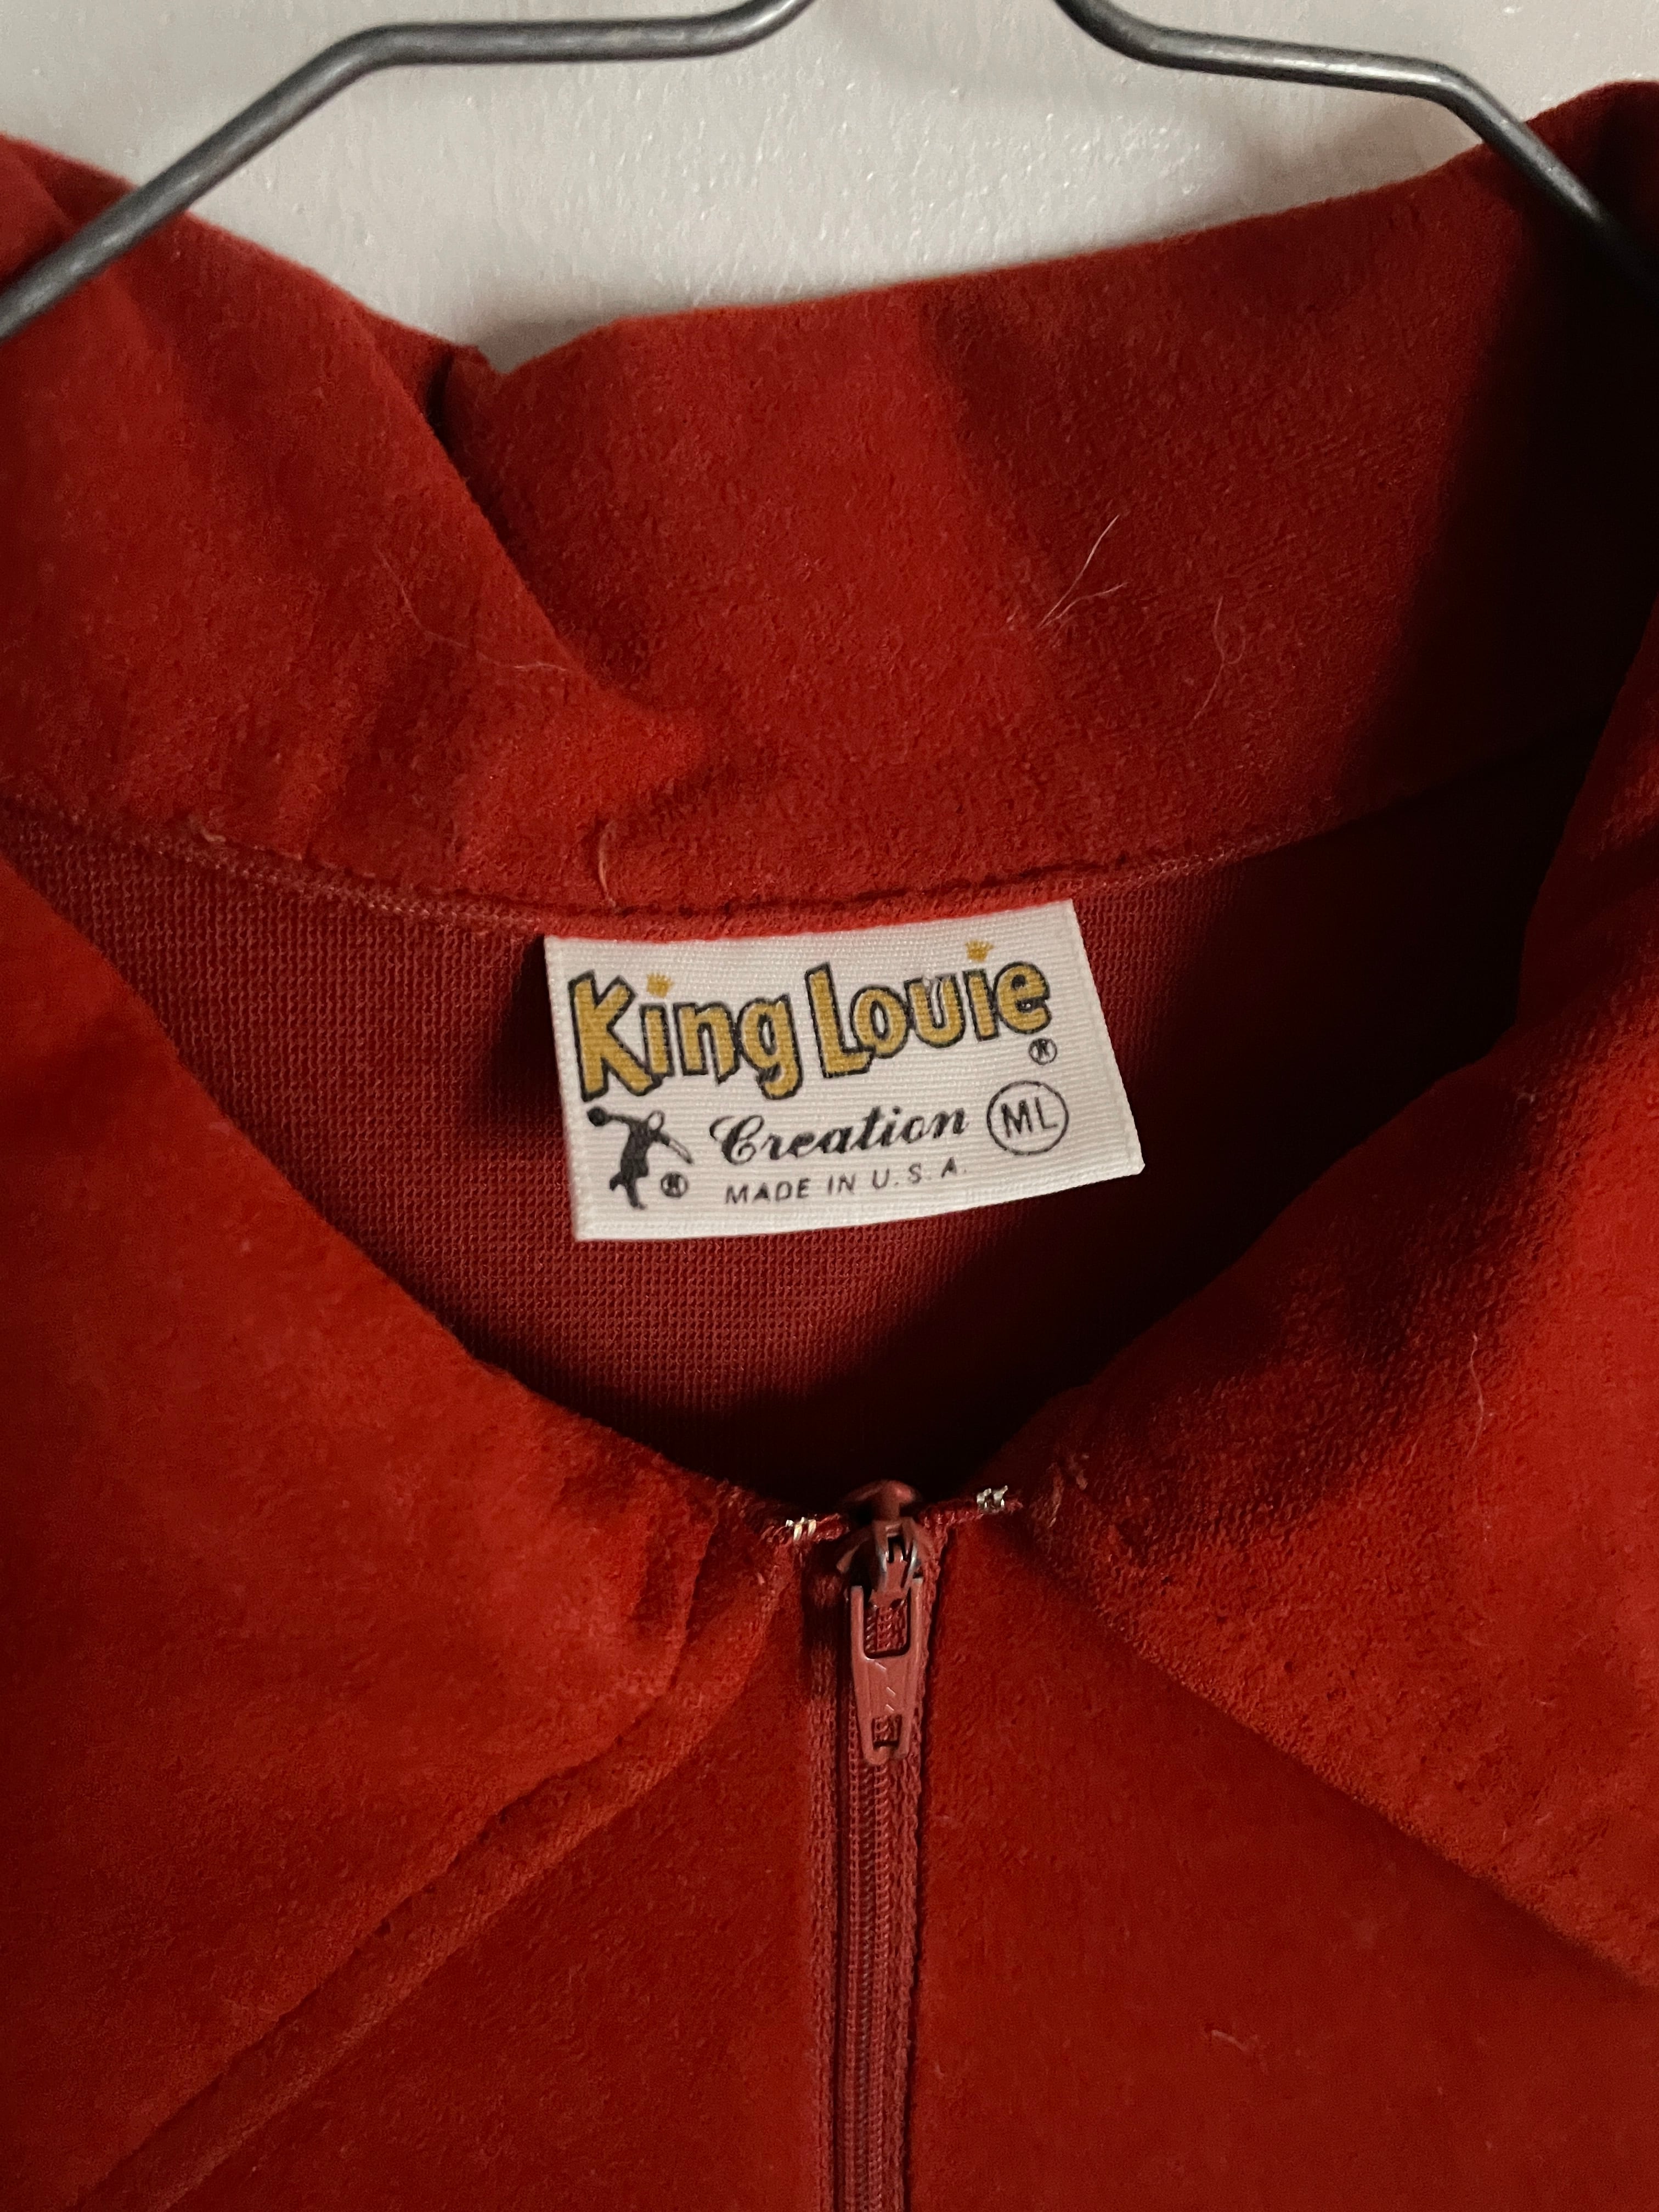 King Louie ®
Creation ML
® MADE IN U.S.A.